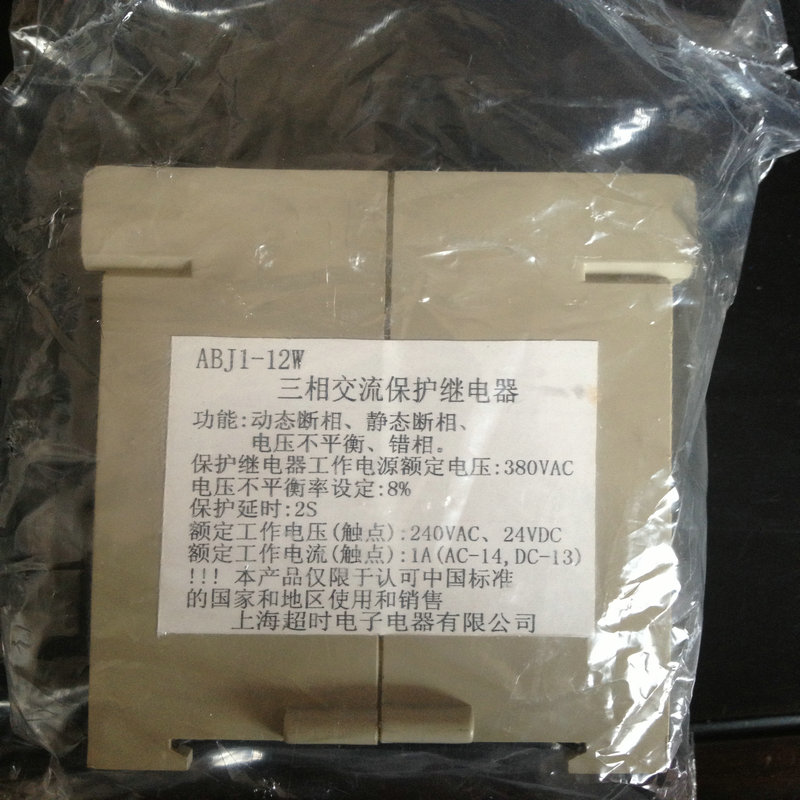 ABJ1-12W
三相交流保护继电器
功能:动态断相、静态断相、
电压不平衡、错相。
保护继电器工作电源额定电压:380VAC
电压不平衡率设定:8%
保护延时:2S
额定工作电压(触点):240VAC、24VDC
额定工作电流(触点):1A(AC-14,DC-13)
!!! 本产品仅限于认可中国标准
的国家和地区使用和销售
上海超时电子电器有限公司